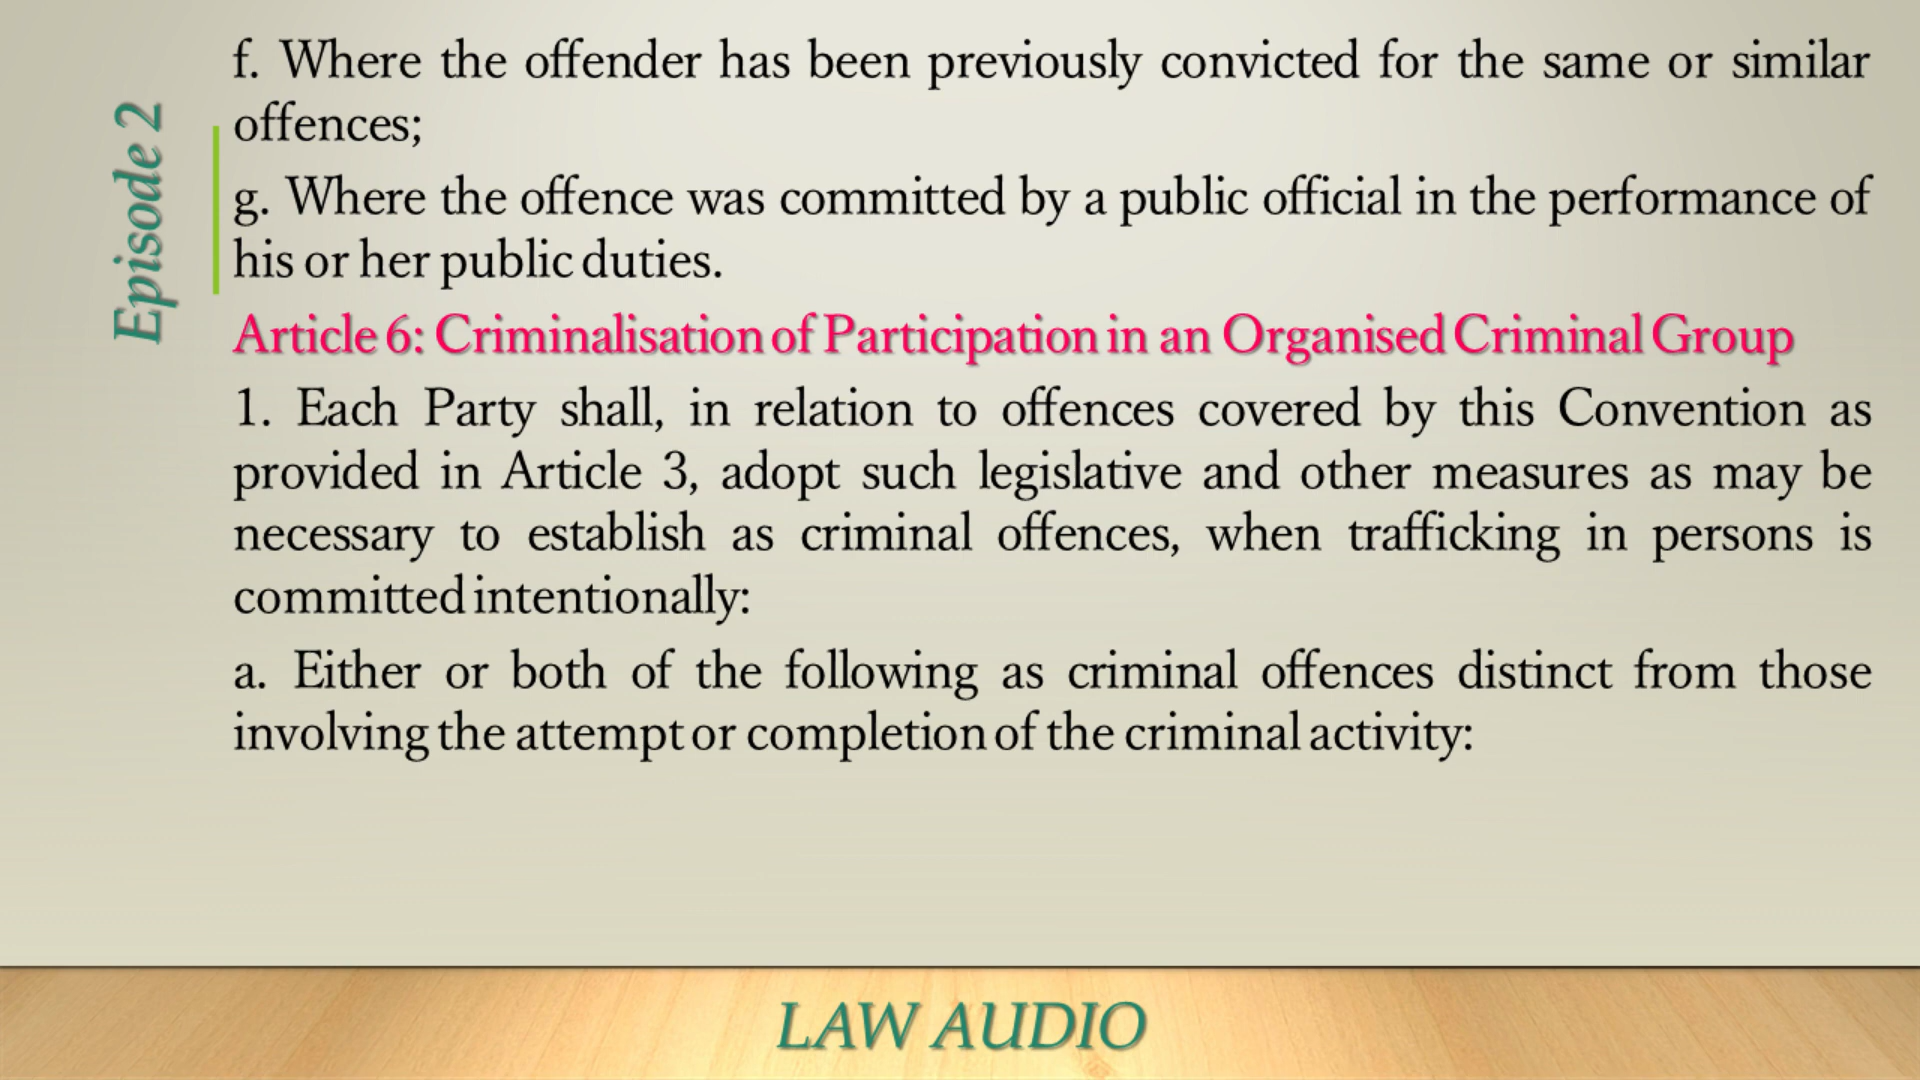 Episode 2
f. Where the offender has been previously convicted for the same or similar
offences;
g. Where the offence was committed by a public official in the performance of
his or her public duties.
Article 6: Criminalisation of Participation in an Organised Criminal Group
1. Each Party shall, in relation to offences covered by this Convention as
provided in Article 3, adopt such legislative and other measures as may be
necessary to establish as criminal offences, when trafficking in persons is
committed intentionally:
a. Either or both of the following as criminal offences distinct from those
involving the attempt or completion of the criminal activity:
LAW AUDIO